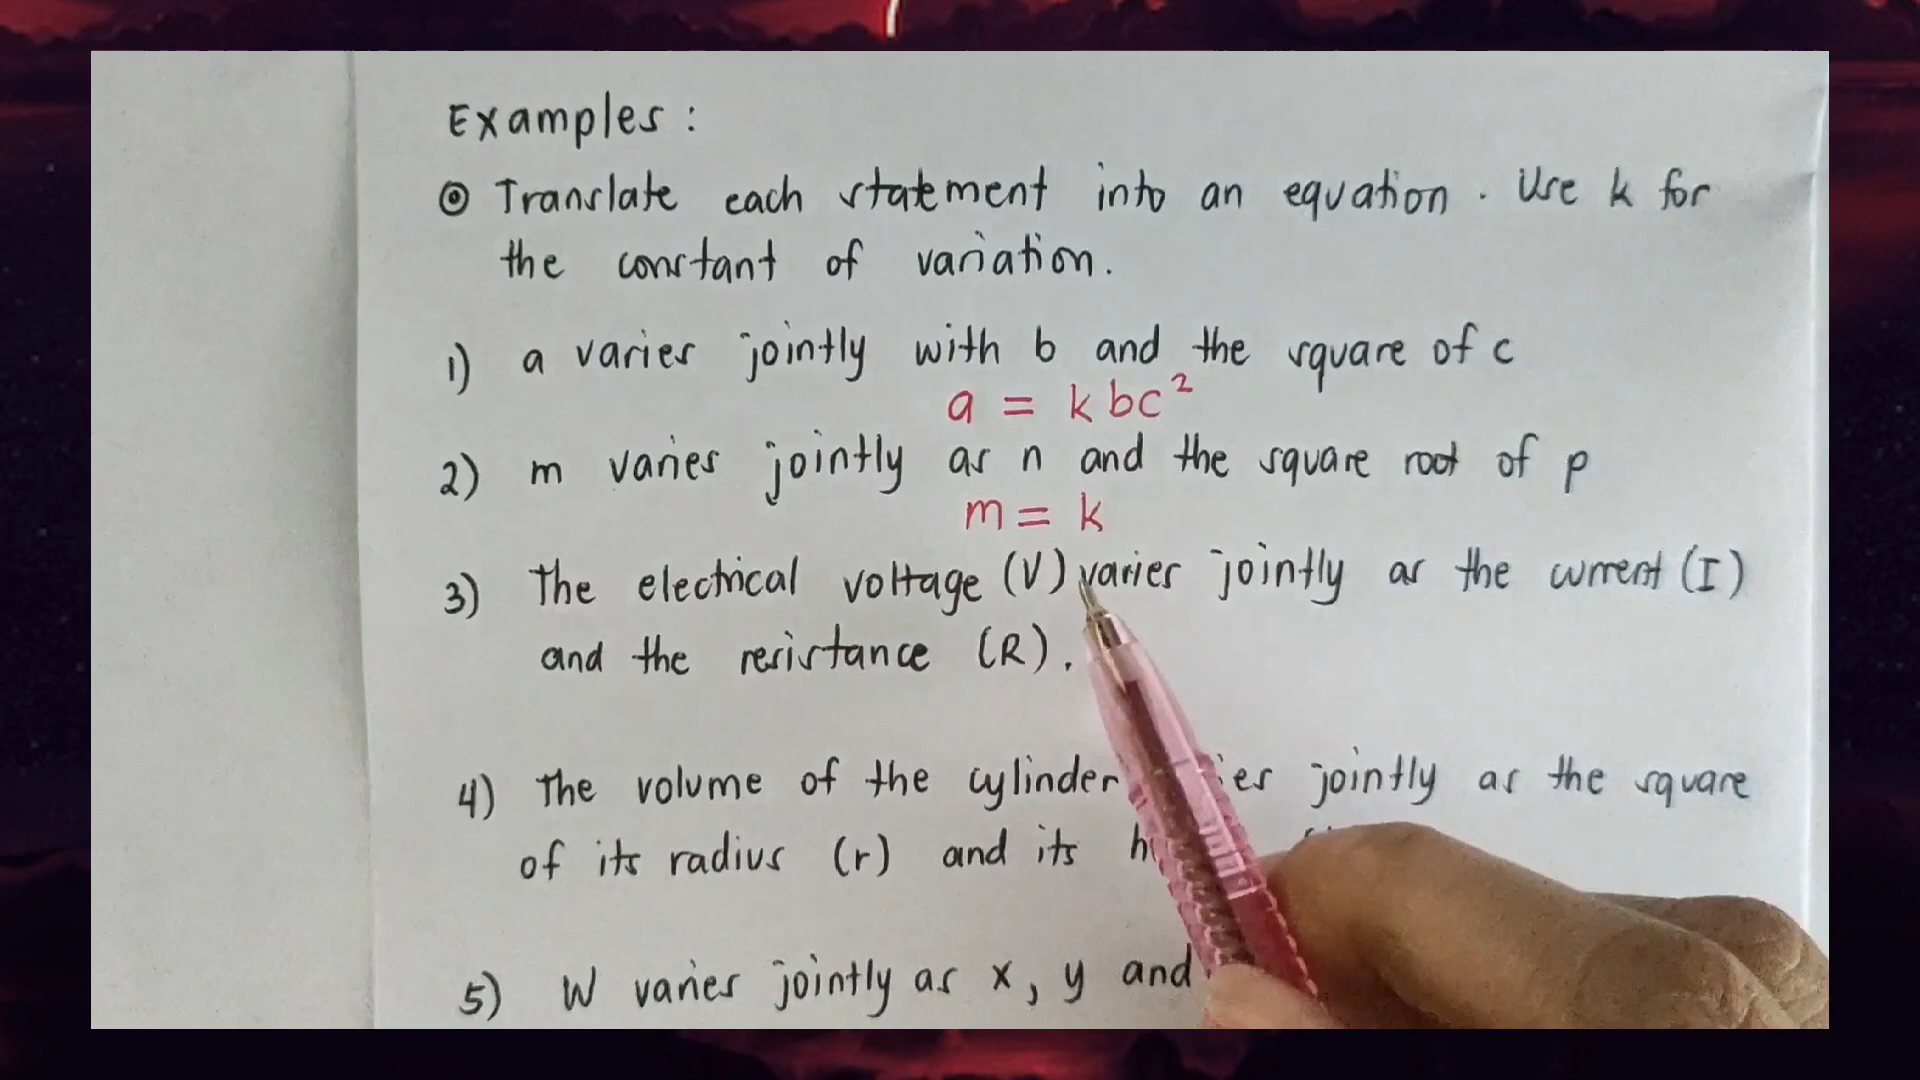 Examples :
Translate each statement into an equation. Use k for
the constant of variation.
1) a varies jointly with b and the square of c
a = k bc²
2) m varies jointly as n and the square root of p
m = k
3) The electrical voltage (V) varies jointly as the current (I)
and the resistance (R).
4) The volume of the cylinder jointly as the square
of its radius (r) and its
5) W varies jointly as x, y and